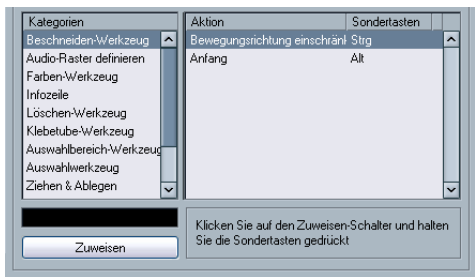 Kategorien
Beschneiden-Werkzeug
Audio-Raster definieren
Farben-Werkzeug
Infozeile
Löschen-Werkzeug
Klebetube-Werkzeug
Auswahlbereich-Werkzeug
Auswahlwerkzeug
Ziehen & Ablegen
Aktion Sondertasten
Bewegungsrichtung einschränk Strg
Anfang Alt
Zuweisen
Klicken Sie auf den Zuweisen-Schalter und halten
Sie die Sondertasten gedrückt